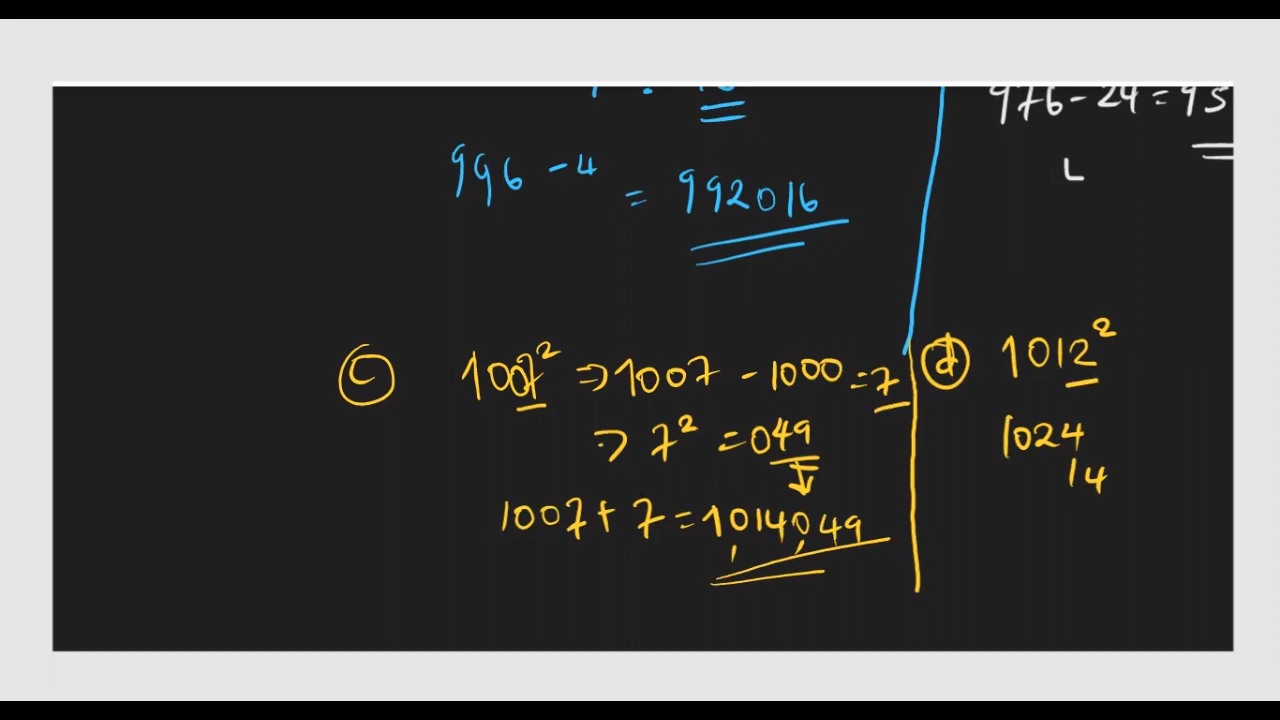 996 - 4 = 992016
976 - 24 = 95
c 1007² ⇒ 1007 - 1000 = 7
⇒ 7² = 049
1007 + 7 = 1014049
d 1012²
1024
14